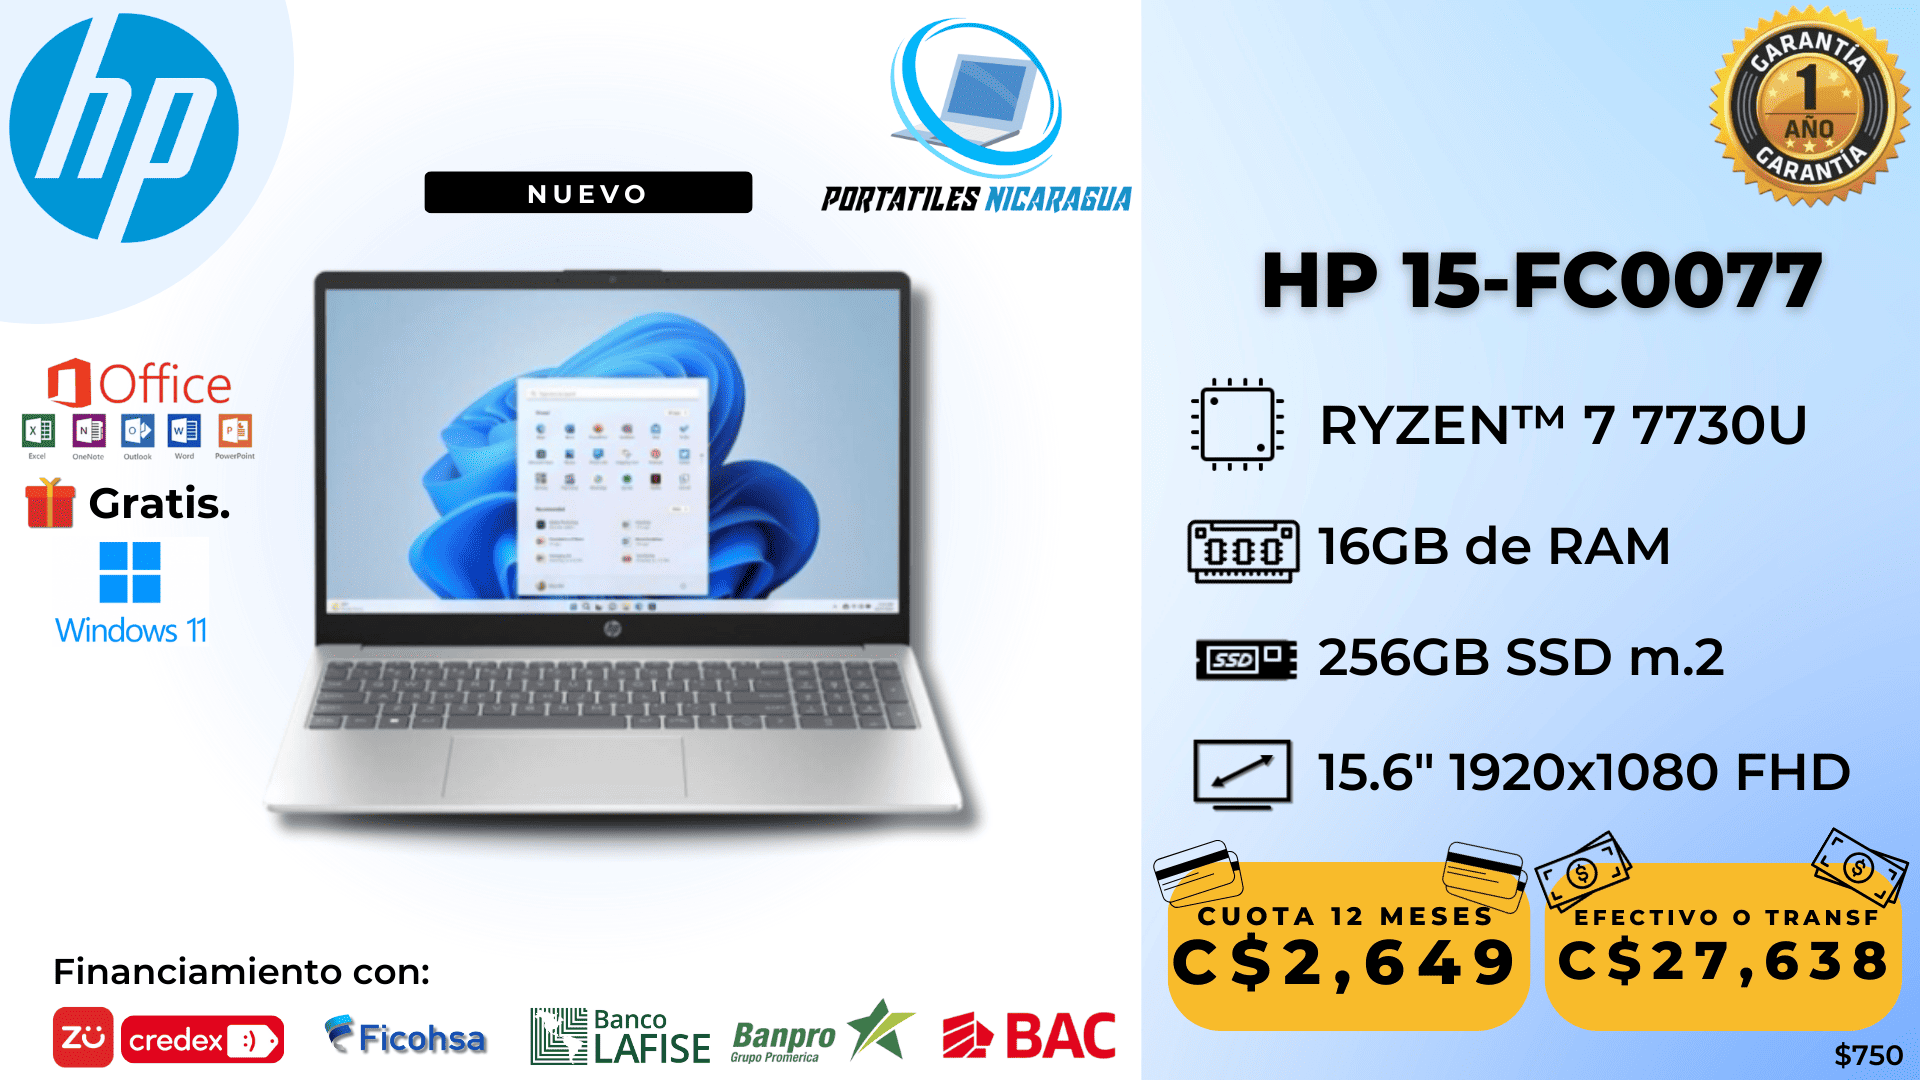 hp
NUEVO
PORTATILES NICARAGUA
Office
Excel
OneNote
Outlook
Word
PowerPoint
Gratis.
Windows 11
Financiamiento con:
zü
credex :)
Ficohsa
Banco
LAFISE
Banpro
Grupo Promerica
BAC
GARANTÍA
1
AÑO
GARANTÍA
HP 15-FC0077
RYZEN™ 7 7730U
16GB de RAM
SSD
256GB SSD m.2
15.6" 1920x1080 FHD
CUOTA 12 MESES
C$2,649
EFECTIVO O TRANSF
C$27,638
$750